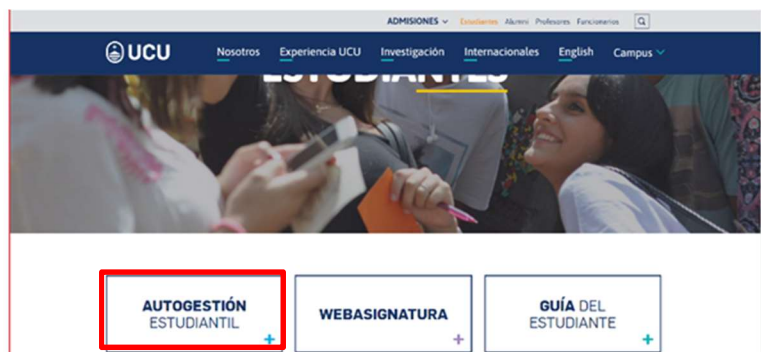 ADMISIONES Estudiantes Alumni Profesores Funcionarios
UCU Nosotros Experiencia UCU Investigación Internacionales English Campus
ESTUDIANTES
AUTOGESTIÓN
ESTUDIANTIL
WEBASIGNATURA
GUÍA DEL
ESTUDIANTE